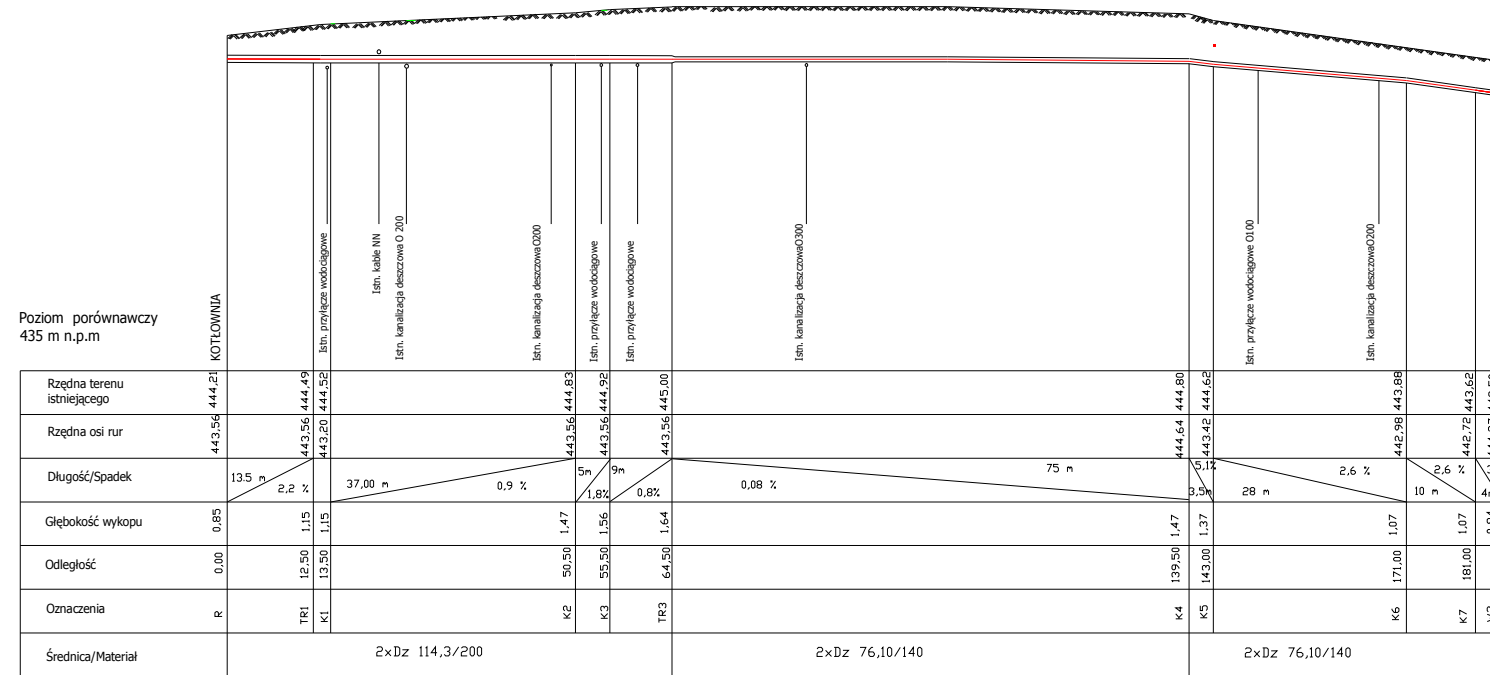 Istn. przyłącze wodociągowe
Istn. kable NN
Istn. kanalizacja deszczowa O 200
Istn. kanalizacja deszczowaO200
Istn. przyłącze wodociągowe
Istn. przyłącze wodociągowe
Istn. kanalizacja deszczowaO300
Istn. przyłącze wodociągowe O100
Istn. kanalizacja deszczowaO200
Poziom porównawczy
435 m n.p.m
KOTŁOWNIA
Rzędna terenu
istniejącego
444,21 444,49 444,52 444,83 444,92 445,00 444,80 444,62 443,88 443,62
Rzędna osi rur
443,56 443,56 443,20 443,56 443,56 443,56 444,64 443,42 442,98 442,72
Długość/Spadek
13.5 m 2,2 % 37,00 m 0,9 % 5m 1,8% 9m 0,8% 0,08 % 75 m 5,1% 3,5m 28 m 2,6 % 10 m 2,6 %
Głębokość wykopu
0,85 1,15 1,15 1,47 1,56 1,64 1,47 1,37 1,07 1,07
Odległość
0,00 12,50 13,50 50,50 55,50 64,50 139,50 143,00 171,00 181,00
Oznaczenia
R TR1 K1 K2 K3 TR3 K4 K5 K6 K7
Średnica/Materiał
2xDz 114,3/200 2xDz 76,10/140 2xDz 76,10/140